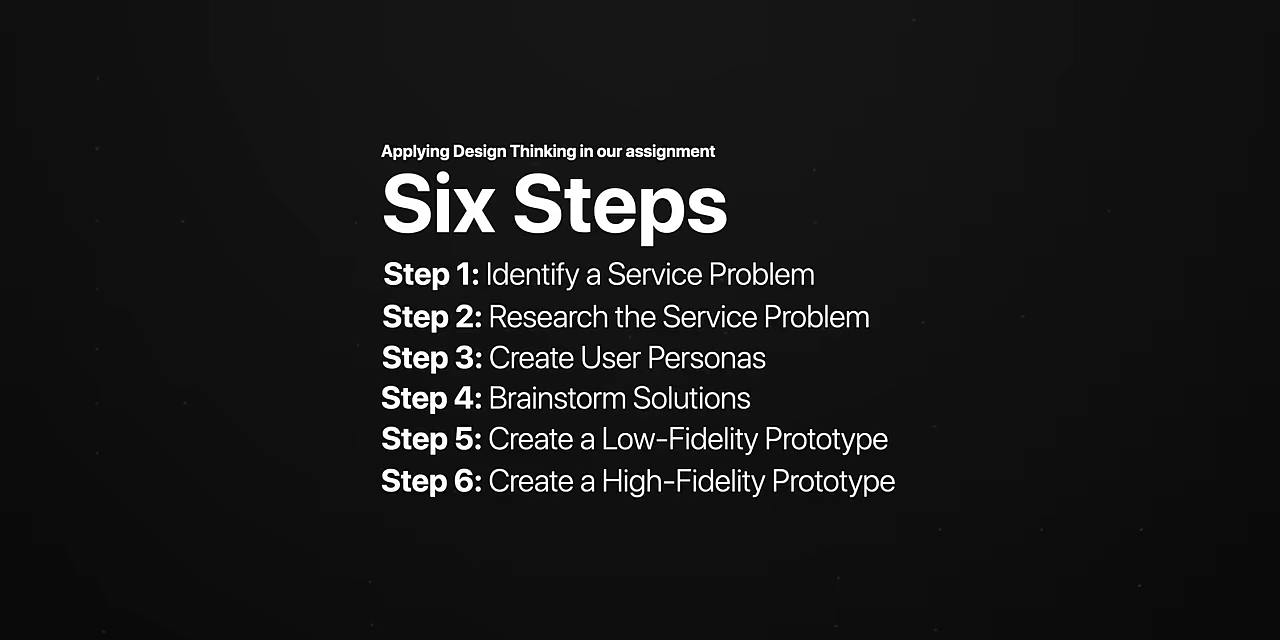 Applying Design Thinking in our assignment
Six Steps
Step 1: Identify a Service Problem
Step 2: Research the Service Problem
Step 3: Create User Personas
Step 4: Brainstorm Solutions
Step 5: Create a Low-Fidelity Prototype
Step 6: Create a High-Fidelity Prototype